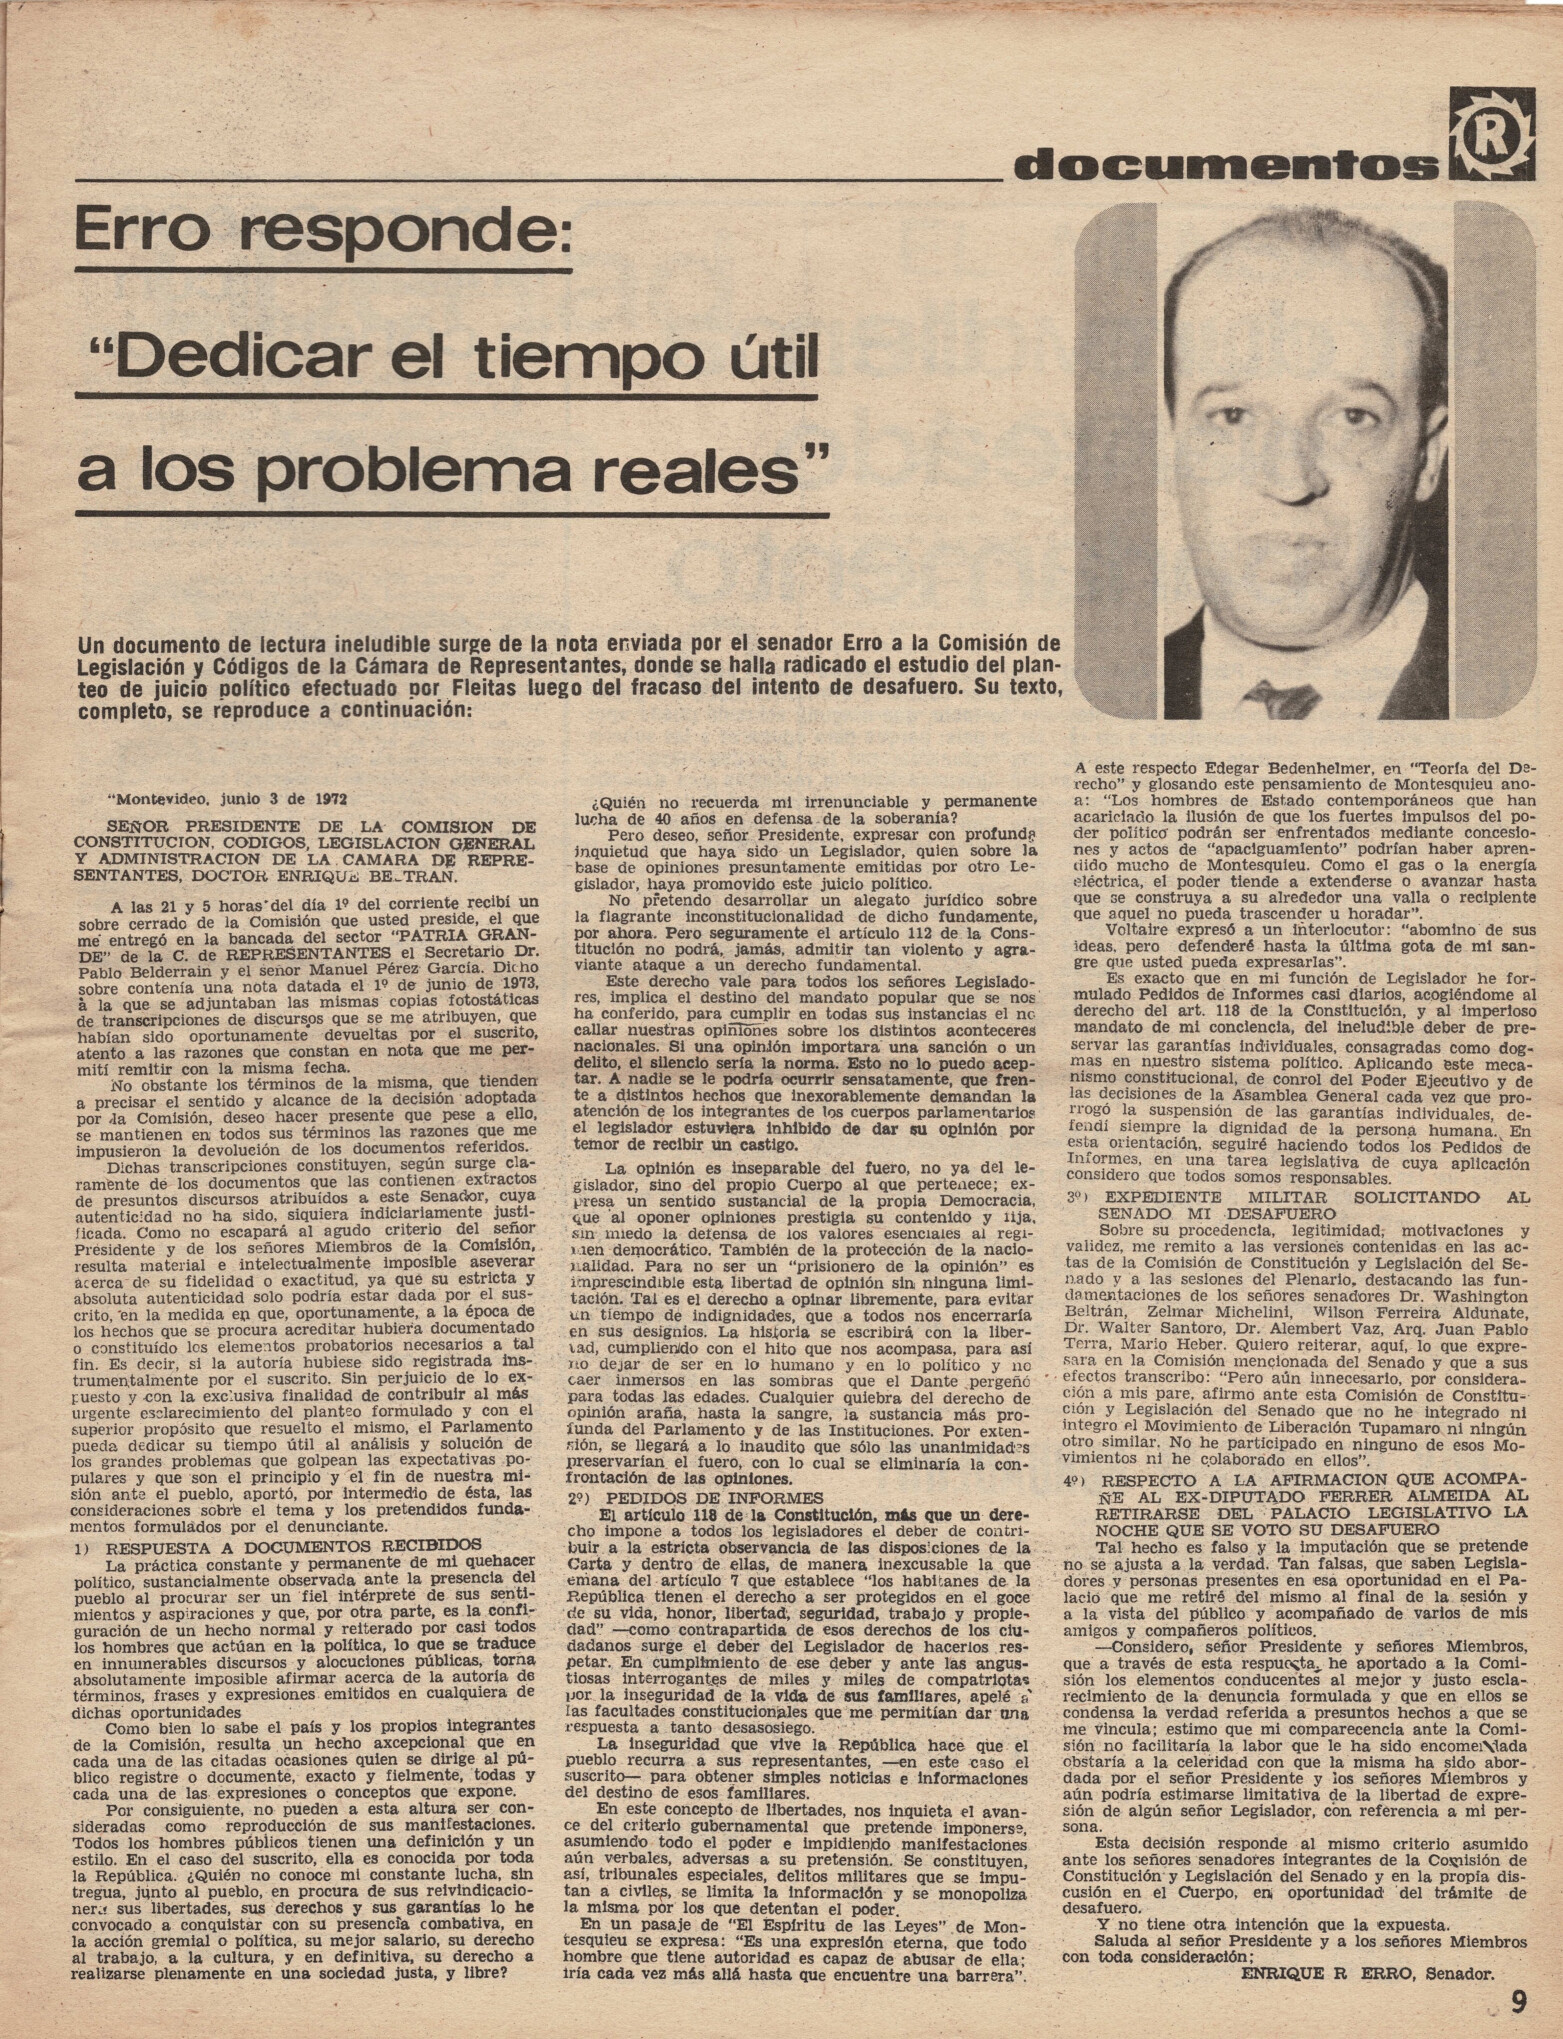 documentos
R
Erro responde:
"Dedicar el tiempo útil
a los problema reales"
Un documento de lectura ineludible surge de la nota enviada por el senador Erro a la Comisión de
Legislación y Códigos de la Cámara de Representantes, donde se halla radicado el estudio del plan-
teo de juicio político efectuado por Fleitas luego del fracaso del intento de desafuero. Su texto,
completo, se reproduce a continuación:
"Montevideo, junio 3 de 1972
SEÑOR PRESIDENTE DE LA COMISION DE
CONSTITUCION, CODIGOS, LEGISLACION GENERAL
Y ADMINISTRACION DE LA CAMARA DE REPRE-
SENTANTES, DOCTOR ENRIQUE BELTRAN.
A las 21 y 5 horas del día 1º del corriente recibí un
sobre cerrado de la Comisión que usted preside, el que
me entregó en la bancada del sector "PATRIA GRAN-
DE" de la C. de REPRESENTANTES el Secretario Dr.
Pablo Belderrain y el señor Manuel Pérez García. Dicho
sobre contenía una nota datada el 1º de junio de 1973,
à la que se adjuntaban las mismas copias fotostáticas
de transcripciones de discursos que se me atribuyen, que
habían sido oportunamente devueltas por el suscrito,
atento a las razones que constan en nota que me per-
mití remitir con la misma fecha.
No obstante los términos de la misma, que tienden
a precisar el sentido y alcance de la decisión adoptada
por la Comisión, deseo hacer presente que pese a ello,
se mantienen en todos sus términos las razones que me
impusieron la devolución de los documentos referidos.
Dichas transcripciones constituyen, según surge cla-
ramente de los documentos que las contienen extractos
de presuntos discursos atribuídos a este Senador, cuya
autenticidad no ha sido, siquiera indiciariamente justi-
ficada. Como no escapará al agudo criterio del señor
Presidente y de los señores Miembros de la Comisión,
resulta material e intelectualmente imposible aseverar
acerca de su fidelidad o exactitud, ya que su estricta y
absoluta autenticidad solo podría estar dada por el sus-
crito, en la medida en que, oportunamente, a la época de
los hechos que se procura acreditar hubiera documentado
o constituído los elementos probatorios necesarios a tal
fin. Es decir, si la autoría hubiese sido registrada ins-
trumentalmente por el suscrito. Sin perjuicio de lo ex-
puesto y con la exclusiva finalidad de contribuir al más
urgente esclarecimiento del planteo formulado y con el
superior propósito que resuelto el mismo, el Parlamento
pueda dedicar su tiempo útil al análisis y solución de
los grandes problemas que golpean las expectativas po-
pulares y que son el principio y el fin de nuestra mi-
sión ante el pueblo, aportó, por intermedio de ésta, las
consideraciones sobre el tema y los pretendidos funda-
mentos formulados por el denunciante.
1) RESPUESTA A DOCUMENTOS RECIBIDOS
La práctica constante y permanente de mi quehacer
político, sustancialmente observada ante la presencia del
pueblo al procurar ser un fiel intérprete de sus senti-
mientos y aspiraciones y que, por otra parte, es la confi-
guración de un hecho normal y reiterado por casi todos
los hombres que actúan en la política, lo que se traduce
en innumerables discursos y alocuciones públicas, torna
absolutamente imposible afirmar acerca de la autoría de
términos, frases y expresiones emitidos en cualquiera de
dichas oportunidades
Como bien lo sabe el país y los propios integrantes
de la Comisión, resulta un hecho axcepcional que en
cada una de las citadas ocasiones quien se dirige al pú-
blico registre o documente, exacto y fielmente, todas y
cada una de las expresiones o conceptos que expone.
Por consiguiente, no pueden a esta altura ser con-
sideradas como reproducción de sus manifestaciones.
Todos los hombres públicos tienen una definición y un
estilo. En el caso del suscrito, ella es conocida por toda
la República. ¿Quién no conoce mi constante lucha, sin
tregua, junto al pueblo, en procura de sus reivindicacio-
nera sus libertades, sus derechos y sus garantías lo he
convocado a conquistar con su presencia combativa, en
la acción gremial o política, su mejor salario, su derecho
al trabajo, a la cultura, y en definitiva, su derecho a
realizarse plenamente en una sociedad justa, y libre?
¿Quién no recuerda mi irrenunciable y permanente
lucha de 40 años en defensa de la soberanía?
Pero deseo, señor Presidente, expresar con profunda
inquietud que haya sido un Legislador, quien sobre la
base de opiniones presuntamente emitidas por otro Le-
gislador, haya promovido este juicio político.
No pretendo desarrollar un alegato jurídico sobre
la flagrante inconstitucionalidad de dicho fundamente,
por ahora. Pero seguramente el artículo 112 de la Cons-
titución no podrá, jamás, admitir tan violento y agra-
viante ataque a un derecho fundamental.
Este derecho vale para todos los señores Legislado-
res, implica el destino del mandato popular que se nos
ha conferido, para cumplir en todas sus instancias el no
callar nuestras opiniones sobre los distintos aconteceres
nacionales. Si una opinión importara una sanción o un
delito, el silencio sería la norma. Esto no lo puedo acep-
tar. A nadie se le podría ocurrir sensatamente, que fren-
te a distintos hechos que inexorablemente demandan la
atención de los integrantes de los cuerpos parlamentarios
el legislador estuviera inhibido de dar su opinión por
temor de recibir un castigo.
La opinión es inseparable del fuero, no ya del le-
gislador, sino del propio Cuerpo al que pertenece; ex-
presa un sentido sustancial de la propia Democracia,
que al oponer opiniones prestigia su contenido y fija,
sin miedo la defensa de los valores esenciales al regi-
men democrático. También de la protección de la nacio-
nalidad. Para no ser un "prisionero de la opinión" es
imprescindible esta libertad de opinión sin ninguna limi-
tación. Tal es el derecho a opinar libremente, para evitar
un tiempo de indignidades, que a todos nos encerraría
en sus designios. La historia se escribirá con la liber-
tad, cumpliendo con el hito que nos acompasa, para así
no dejar de ser en lo humano y en lo político y no
caer inmersos en las sombras que el Dante pergeñó
para todas las edades. Cualquier quiebra del derecho de
opinión araña, hasta la sangre, la sustancia más pro-
funda del Parlamento y de las Instituciones. Por exten-
sión, se llegará a lo inaudito que sólo las unanimidades
preservarían el fuero, con lo cual se eliminaría la con-
frontación de las opiniones.
2º) PEDIDOS DE INFORMES
El artículo 118 de la Constitución, más que un dere-
cho impone a todos los legisladores el deber de contri-
buir a la estricta observancia de las disposiciones de la
Carta y dentro de ellas, de manera inexcusable la que
emana del artículo 7 que establece "los habitanes de la
República tienen el derecho a ser protegidos en el goce
de su vida, honor, libertad, seguridad, trabajo y propie-
dad" —como contrapartida de esos derechos de los ciu-
dadanos surge el deber del Legislador de hacerlos res-
petar. En cumplimiento de ese deber y ante las angus-
tiosas interrogantes de miles y miles de compatriotas
por la inseguridad de la vida de sus familiares, apelé a
las facultades constitucionales que me permitían dar una
respuesta a tanto desasosiego.
La inseguridad que vive la República hace que el
pueblo recurra a sus representantes, —en este caso el
suscrito— para obtener simples noticias e informaciones
del destino de esos familiares.
En este concepto de libertades, nos inquieta el avan-
ce del criterio gubernamental que pretende imponerse,
asumiendo todo el poder e impidiendo manifestaciones
aún verbales, adversas a su pretensión. Se constituyen,
así, tribunales especiales, delitos militares que se impu-
tan a civiles, se limita la información y se monopoliza
la misma por los que detentan el poder.
En un pasaje de "El Espíritu de las Leyes" de Mon-
tesquieu se expresa: "Es una expresión eterna, que todo
hombre que tiene autoridad es capaz de abusar de ella;
iría cada vez más allá hasta que encuentre una barrera".
A este respecto Edegar Bedenhelmer, en "Teoría del De-
recho" y glosando este pensamiento de Montesquieu ano-
a: "Los hombres de Estado contemporáneos que han
acariciado la ilusión de que los fuertes impulsos del po-
der político podrán ser enfrentados mediante concesio-
nes y actos de "apaciguamiento" podrían haber apren-
dido mucho de Montesquieu. Como el gas o la energía
eléctrica, el poder tiende a extenderse o avanzar hasta
que se construya a su alrededor una valla o recipiente
que aquel no pueda trascender u horadar".
Voltaire expresó a un interlocutor: "abomino de sus
ideas, pero defenderé hasta la última gota de mi san-
gre que usted pueda expresarlas".
Es exacto que en mi función de Legislador he for-
mulado Pedidos de Informes casi diarios, acogiéndome al
derecho del art. 118 de la Constitución, y al imperioso
mandato de mi conciencia, del ineludible deber de pre-
servar las garantías individuales, consagradas como dog-
mas en nuestro sistema político. Aplicando este meca-
nismo constitucional, de conrol del Poder Ejecutivo y de
las decisiones de la Asamblea General cada vez que pro-
rrogó la suspensión de las garantías individuales, de-
fendí siempre la dignidad de la persona humana. En
esta orientación, seguiré haciendo todos los Pedidos de
Informes, en una tarea legislativa de cuya aplicación
considero que todos somos responsables.
3º) EXPEDIENTE MILITAR SOLICITANDO AL
SENADO MI DESAFUERO
Sobre su procedencia, legitimidad, motivaciones y
validez, me remito a las versiones contenidas en las ac-
tas de la Comisión de Constitución y Legislación del Se-
nado y a las sesiones del Plenario, destacando las fun-
damentaciones de los señores senadores Dr. Washington
Beltrán, Zelmar Michelini, Wilson Ferreira Aldunate,
Dr. Walter Santoro, Dr. Alembert Vaz, Arq. Juan Pablo
Terra, Mario Heber. Quiero reiterar, aquí, lo que expre-
sara en la Comisión mencionada del Senado y que a sus
efectos transcribo: "Pero aún innecesario, por considera-
ción a mis pare, afirmo ante esta Comisión de Constitu-
ción y Legislación del Senado que no he integrado ni
integro el Movimiento de Liberación Tupamaro ni ningún
otro similar. No he participado en ninguno de esos Mo-
vimientos ni he colaborado en ellos".
4º) RESPECTO A LA AFIRMACION QUE ACOMPA-
ÑE AL EX-DIPUTADO FERRER ALMEIDA AL
RETIRARSE DEL PALACIO LEGISLATIVO LA
NOCHE QUE SE VOTO SU DESAFUERO
Tal hecho es falso y la imputación que se pretende
no se ajusta a la verdad. Tan falsas, que saben Legisla-
dores y personas presentes en esa oportunidad en el Pa-
lacio que me retiré del mismo al final de la sesión y
a la vista del público y acompañado de varios de mis
amigos y compañeros políticos.
—Considero, señor Presidente y señores Miembros,
que a través de esta respuesta, he aportado a la Comi-
sión los elementos conducentes al mejor y justo escla-
recimiento de la denuncia formulada y que en ellos se
condensa la verdad referida a presuntos hechos a que se
me vincula; estimo que mi comparecencia ante la Comi-
sión no facilitaría la labor que le ha sido encomendada
obstaría a la celeridad con que la misma ha sido abor-
dada por el señor Presidente y los señores Miembros y
aún podría estimarse limitativa de la libertad de expre-
sión de algún señor Legislador, con referencia a mi per-
sona.
Esta decisión responde al mismo criterio asumido
ante los señores senadores integrantes de la Comisión de
Constitución y Legislación del Senado y en la propia dis-
cusión en el Cuerpo, en oportunidad del trámite de
desafuero.
Y no tiene otra intención que la expuesta.
Saluda al señor Presidente y a los señores Miembros
con toda consideración;
ENRIQUE R ERRO, Senador.
9